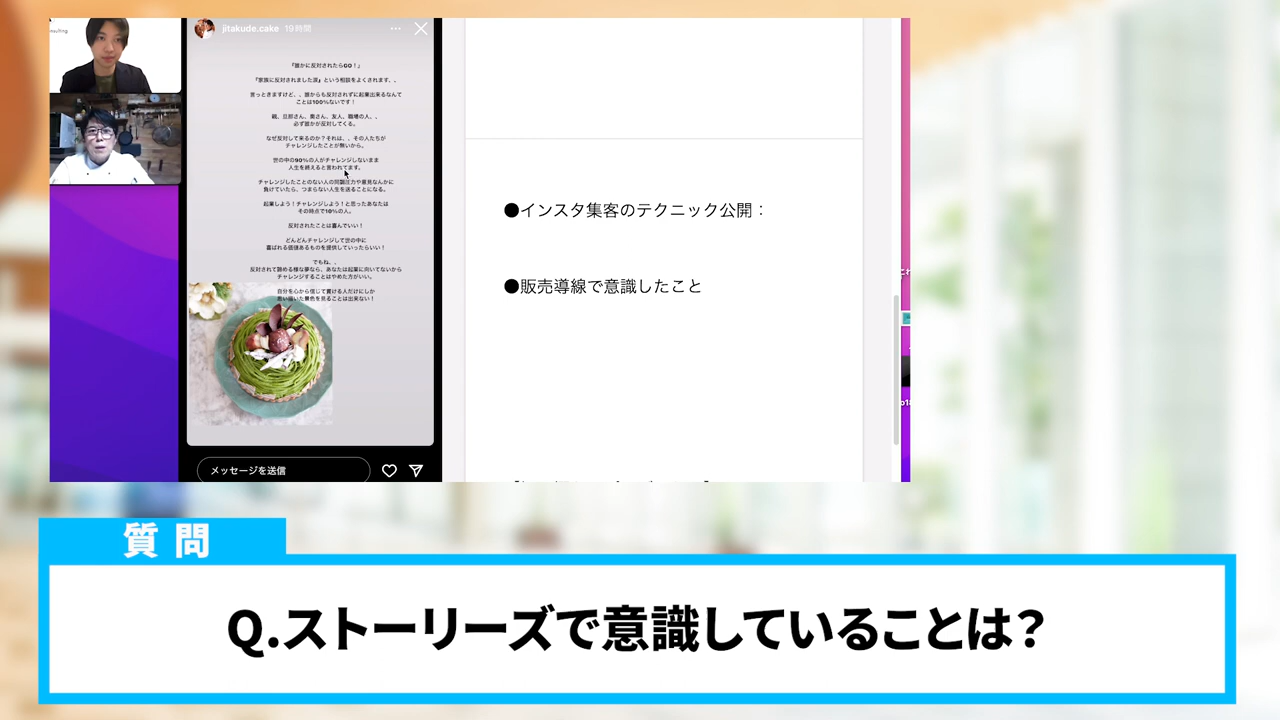 jitakude.cake 19時間
『誰かに反対されたらGO！』
『家族に反対されました涙』という相談をよくされます、、
言っときますけど、、誰からも反対されずに起業出来るなんて
ことは100%ないです！
親、旦那さん、奥さん、友人、職場の人、、
必ず誰かが反対してくる。
なぜ反対して来るのか？それは、、その人たちが
チャレンジしたことが無いから。
世の中の90%の人がチャレンジしないまま
人生を終えると言われてます。
チャレンジしたことのない人の同調圧力や意見なんかに
負けていたら、つまらない人生を送ることになる。
起業しよう！チャレンジしよう！と思ったあなたは
その時点で10%の人。
反対されたことは喜んでいい！
どんどんチャレンジして世の中に
喜ばれる価値あるものを提供していったらいい！
でもね、、
反対されて諦める様な夢なら、あなたは起業に向いてないから
チャレンジすることはやめた方がいい。
自分を心から信じて貫ける人だけにしか
思い描いた景色を見ることは出来ない！
メッセージを送信
●インスタ集客のテクニック公開：
●販売導線で意識したこと
質問
Q.ストーリーズで意識していることは？